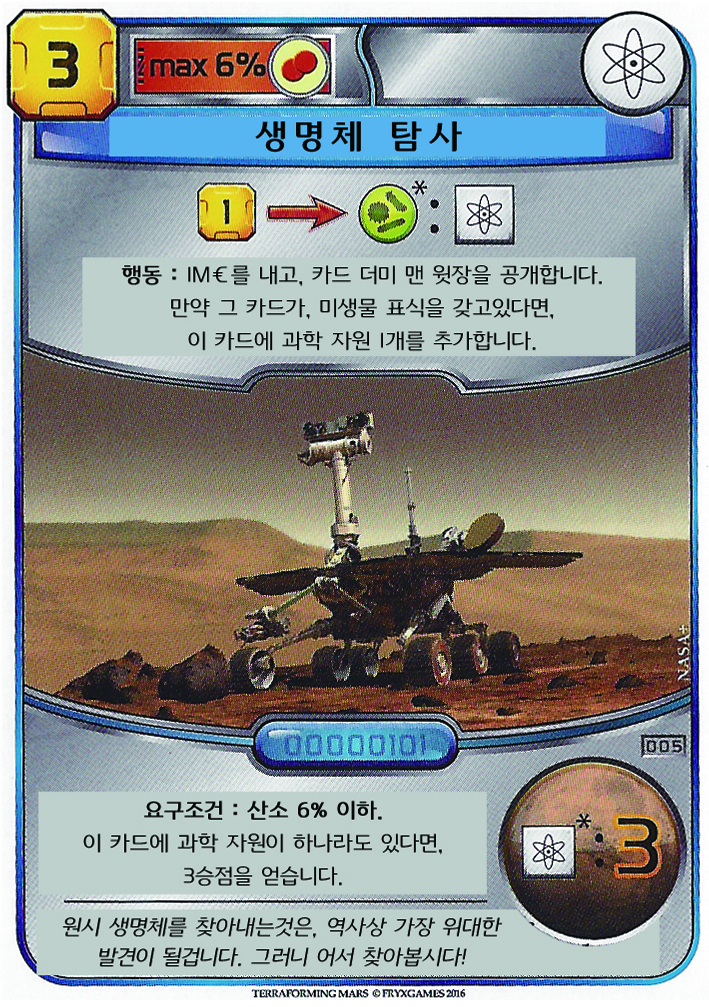 3
max 6%
생명체 탐사
1 * :
행동 : 1M€를 내고, 카드 더미 맨 윗장을 공개합니다.
만약 그 카드가, 미생물 표식을 갖고있다면,
이 카드에 과학 자원 1개를 추가합니다.
NASA+
00000101
005
요구조건 : 산소 6% 이하.
이 카드에 과학 자원이 하나라도 있다면,
3승점을 얻습니다.
* : 3
원시 생명체를 찾아내는것은, 역사상 가장 위대한
발견이 될겁니다. 그러니 어서 찾아봅시다!
TERRAFORMING MARS © FRYXGAMES 2016